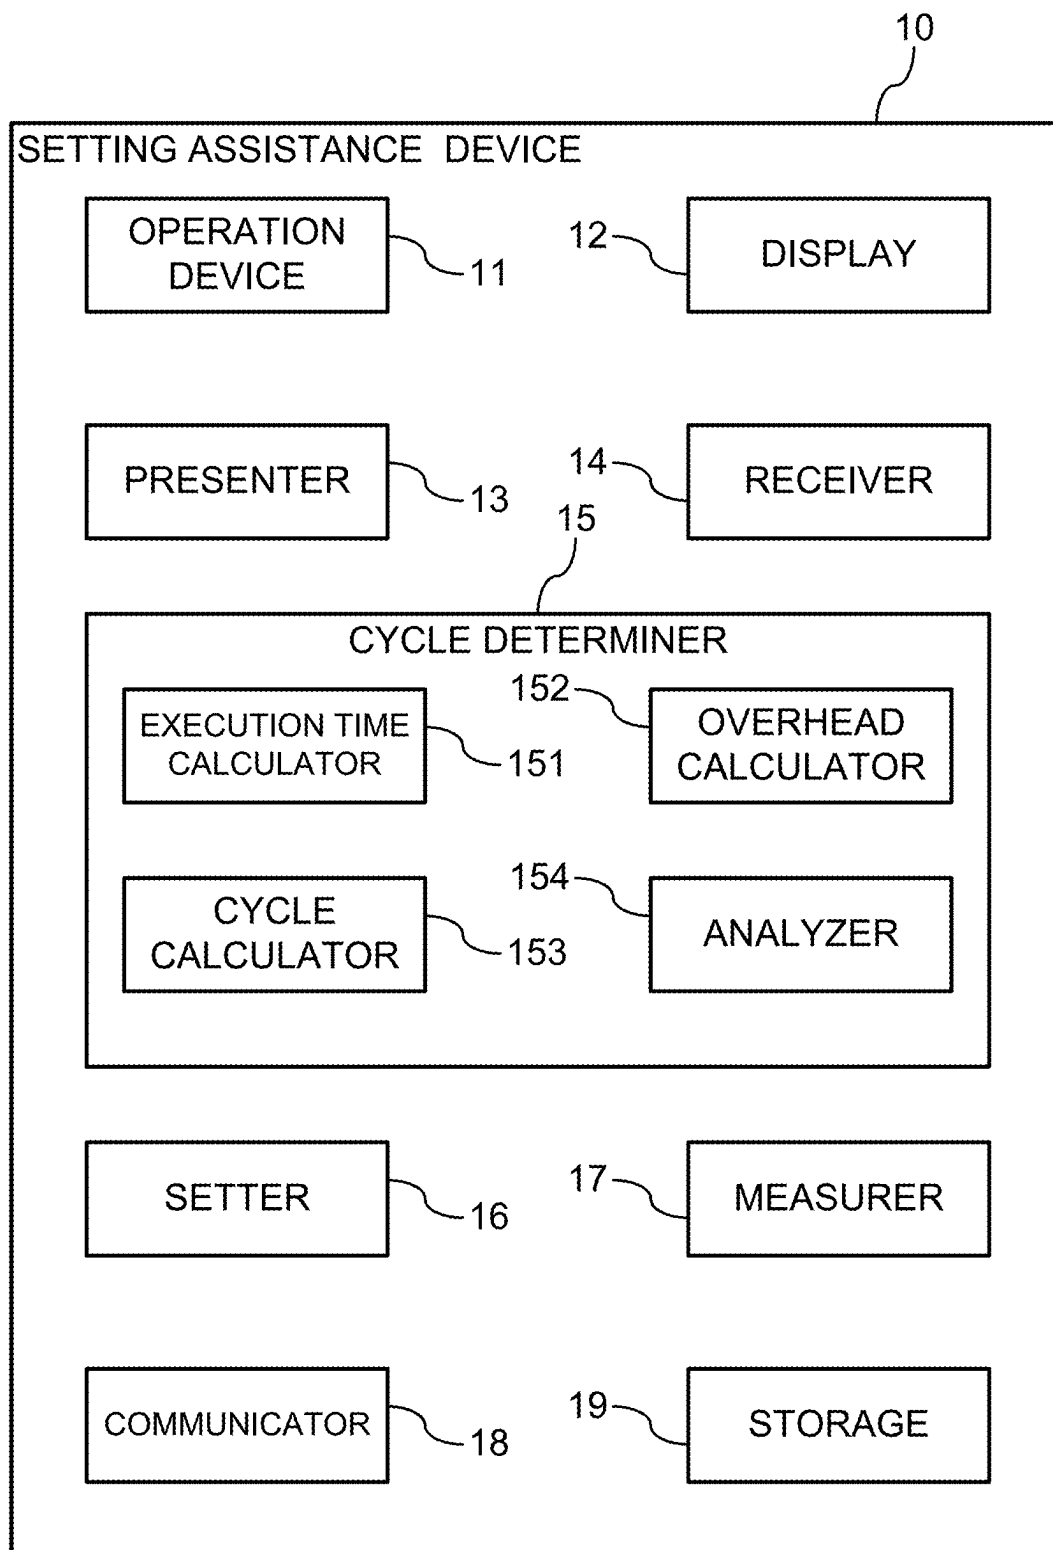 10
SETTING ASSISTANCE DEVICE
OPERATION
DEVICE
11
12
DISPLAY
PRESENTER
13
14
RECEIVER
15
CYCLE DETERMINER
EXECUTION TIME
CALCULATOR
151
152
OVERHEAD
CALCULATOR
CYCLE
CALCULATOR
153
154
ANALYZER
SETTER
16
17
MEASURER
COMMUNICATOR
18
19
STORAGE